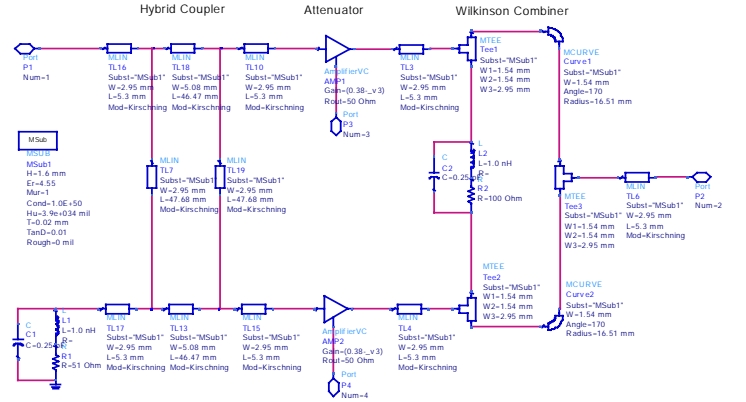 Hybrid Coupler
Attenuator
Wilkinson Combiner
Port
P1
Num=1
MLIN
TL16
Subst="MSub1"
W=2.95 mm
L=5.3 mm
Mod=Kirschning
MLIN
TL18
Subst="MSub1"
W=5.08 mm
L=46.47 mm
Mod=Kirschning
MLIN
TL10
Subst="MSub1"
W=2.95 mm
L=5.3 mm
Mod=Kirschning
AmplifierVC
AMP1
Gain=(0.38-_v3)
Rout=50 Ohm
Port
P3
Num=3
MLIN
TL3
Subst="MSub1"
W=2.95 mm
L=5.3 mm
Mod=Kirschning
MTEE
Tee1
Subst="MSub1"
W1=1.54 mm
W2=1.54 mm
W3=2.95 mm
MCURVE
Curve1
Subst="MSub1"
W=1.54 mm
Angle=170
Radius=16.51 mm
MSub
MSUB
MSub1
H=1.6 mm
Er=4.55
Mur=1
Cond=1.0E+50
Hu=3.9e+034 mil
T=0.02 mm
TanD=0.01
Rough=0 mil
MLIN
TL7
Subst="MSub1"
W=2.95 mm
L=47.68 mm
Mod=Kirschning
MLIN
TL19
Subst="MSub1"
W=2.95 mm
L=47.68 mm
Mod=Kirschning
C
C2
C=0.25 pF
L
L2
L=1.0 nH
R=
R
R2
R=100 Ohm
MTEE
Tee3
Subst="MSub1"
W1=1.54 mm
W2=1.54 mm
W3=2.95 mm
MLIN
TL6
Subst="MSub1"
W=2.95 mm
L=5.3 mm
Mod=Kirschning
Port
P2
Num=2
C
C1
C=0.25 pF
L
L1
L=1.0 nH
R=
R
R1
R=51 Ohm
MLIN
TL17
Subst="MSub1"
W=2.95 mm
L=5.3 mm
Mod=Kirschning
MLIN
TL13
Subst="MSub1"
W=5.08 mm
L=46.47 mm
Mod=Kirschning
MLIN
TL15
Subst="MSub1"
W=2.95 mm
L=5.3 mm
Mod=Kirschning
AmplifierVC
AMP2
Gain=(0.38-_v3)
Rout=50 Ohm
Port
P4
Num=4
MLIN
TL4
Subst="MSub1"
W=2.95 mm
L=5.3 mm
Mod=Kirschning
MTEE
Tee2
Subst="MSub1"
W1=1.54 mm
W2=1.54 mm
W3=2.95 mm
MCURVE
Curve2
Subst="MSub1"
W=1.54 mm
Angle=170
Radius=16.51 mm